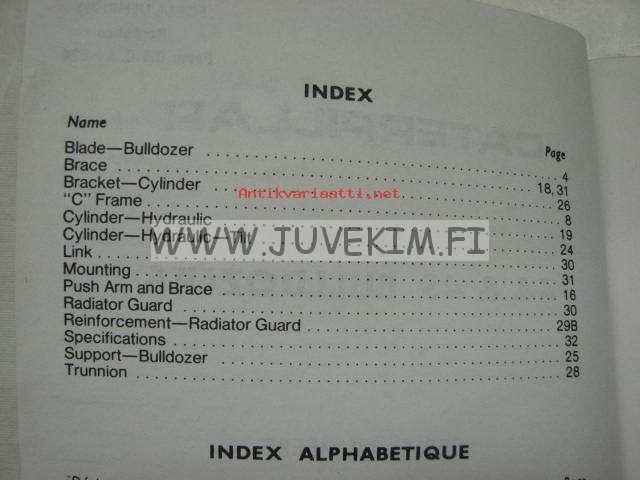 INDEX
Name Page
Blade—Bulldozer 4
Brace 18, 31
Bracket—Cylinder 26
"C" Frame 8
Cylinder—Hydraulic 19
Cylinder—Hydraulic—Tilt 24
Link 30
Mounting 31
Push Arm and Brace 16
Radiator Guard 30
Reinforcement—Radiator Guard 29B
Specifications 32
Support—Bulldozer 25
Trunnion 28
INDEX ALPHABETIQUE
Antikvariaatti.net
WWW.JUVEKIM.FI